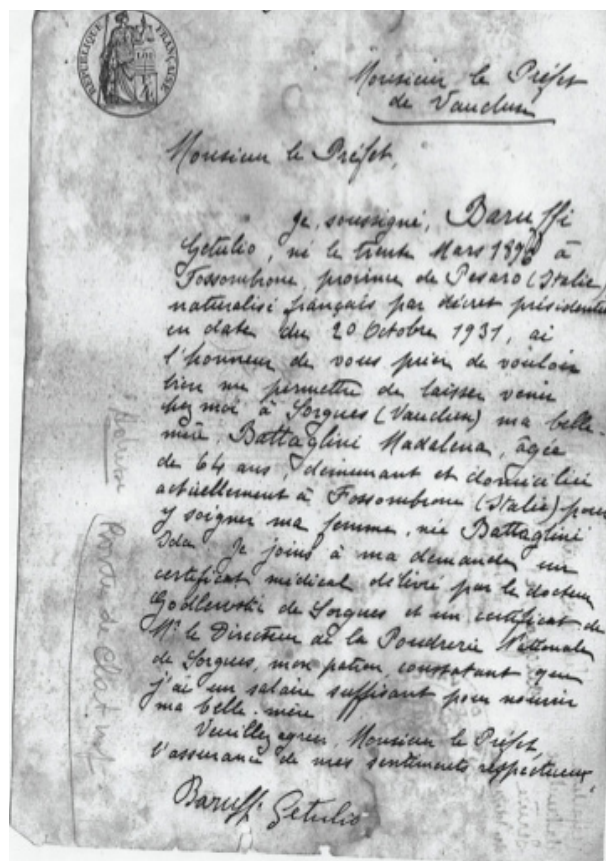 RÉPUBLIQUE FRANÇAISE
LOI
Monsieur le Préfet
de Vaucluse
Monsieur le Préfet,
Je, soussigné, Baruffi
Getulio, né le trente Mars 1896 à
Fossombrone, province de Pesaro (Italie
naturalisé français par décret présidentiel
en date du 20 Octobre 1931, ai
l'honneur de vous prier de vouloir
bien me permettre de laisser venir
chez moi à Sorgues (Vaucluse) ma belle-
mère, Battaglini Madalena, âgée
de 64 ans, demeurant et domiciliée
actuellement à Fossombrone (Italie) pour
y soigner ma femme, née Battaglini
Ida. Je joins à ma demande un
certificat médical délivré par le docteur
Godlewski de Sorgues et un certificat de
Mr le Directeur de la Poudrerie Nationale
de Sorgues, mon patron, constatant que
j'ai un salaire suffisant pour nourrir
ma belle-mère.
Veuillez agréer, Monsieur le Préfet,
l'assurance de mes sentiments respectueux,
Baruffi Getulio